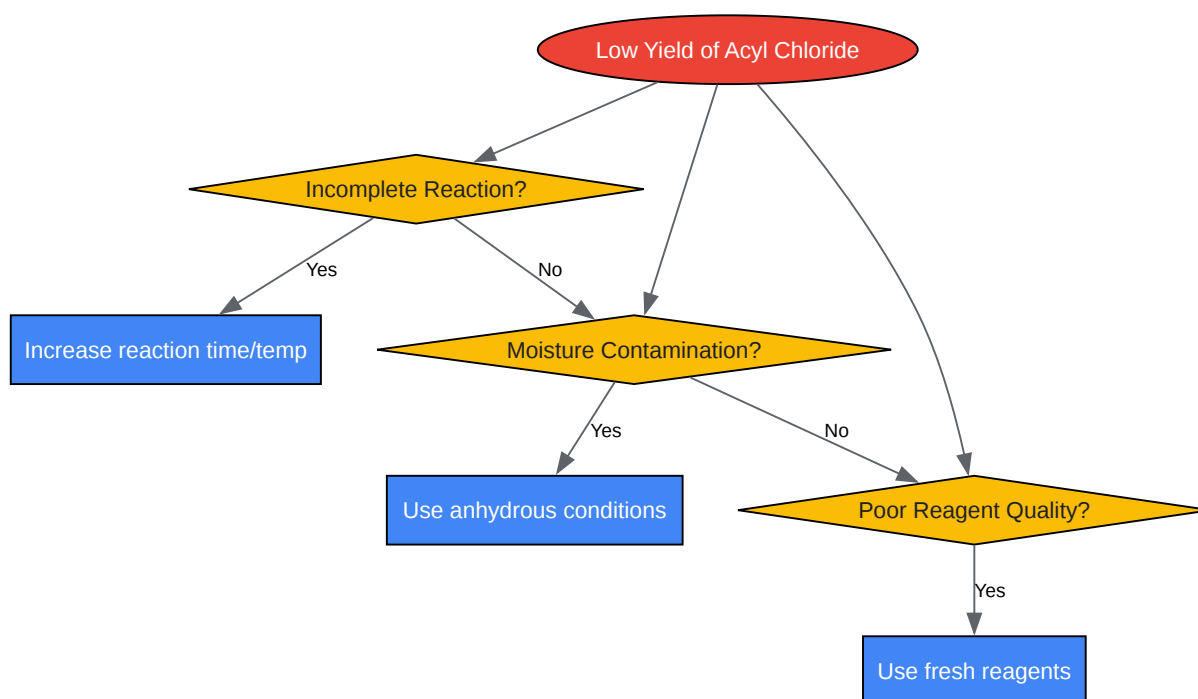 Low Yield of Acyl Chloride
Incomplete Reaction?
Yes
No
Increase reaction time/temp
Moisture Contamination?
Yes
No
Use anhydrous conditions
Poor Reagent Quality?
Yes
Use fresh reagents